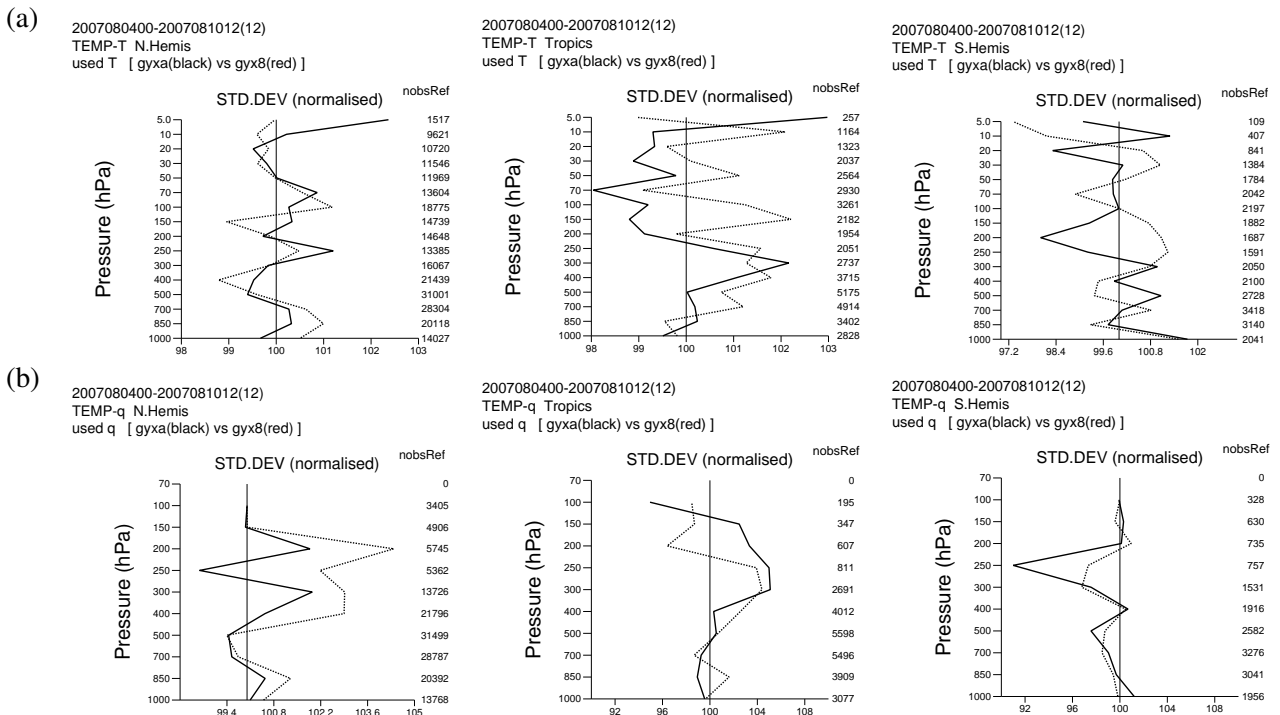 (a)
2007080400-2007081012(12)
TEMP-T N.Hemis
used T [ gyxa(black) vs gyx8(red) ]
STD.DEV (normalised)
nobsRef
Pressure (hPa)
5.0 1517
10 9621
20 10720
30 11546
50 11969
70 13604
100 18775
150 14739
200 14648
250 13385
300 16067
400 21439
500 31001
700 28304
850 20118
1000 14027
98 99 100 101 102 103
2007080400-2007081012(12)
TEMP-T Tropics
used T [ gyxa(black) vs gyx8(red) ]
STD.DEV (normalised)
nobsRef
Pressure (hPa)
5.0 257
10 1164
20 1323
30 2037
50 2564
70 2930
100 3261
150 2182
200 1954
250 2051
300 2737
400 3715
500 5175
700 4914
850 3402
1000 2828
98 99 100 101 102 103
2007080400-2007081012(12)
TEMP-T S.Hemis
used T [ gyxa(black) vs gyx8(red) ]
STD.DEV (normalised)
nobsRef
Pressure (hPa)
5.0 109
10 407
20 841
30 1384
50 1784
70 2042
100 2197
150 1882
200 1687
250 1591
300 2050
400 2100
500 2728
700 3418
850 3140
1000 2041
97.2 98.4 99.6 100.8 102
(b)
2007080400-2007081012(12)
TEMP-q N.Hemis
used q [ gyxa(black) vs gyx8(red) ]
STD.DEV (normalised)
nobsRef
Pressure (hPa)
70 0
100 3405
150 4906
200 5745
250 5362
300 13726
400 21796
500 31499
700 28787
850 20392
1000 13768
99.4 100.8 102.2 103.6 105
2007080400-2007081012(12)
TEMP-q Tropics
used q [ gyxa(black) vs gyx8(red) ]
STD.DEV (normalised)
nobsRef
Pressure (hPa)
70 0
100 195
150 347
200 607
250 811
300 2691
400 4012
500 5598
700 5496
850 3909
1000 3077
92 96 100 104 108
2007080400-2007081012(12)
TEMP-q S.Hemis
used q [ gyxa(black) vs gyx8(red) ]
STD.DEV (normalised)
nobsRef
Pressure (hPa)
70 0
100 328
150 630
200 735
250 757
300 1531
400 1916
500 2582
700 3276
850 3041
1000 1956
92 96 100 104 108